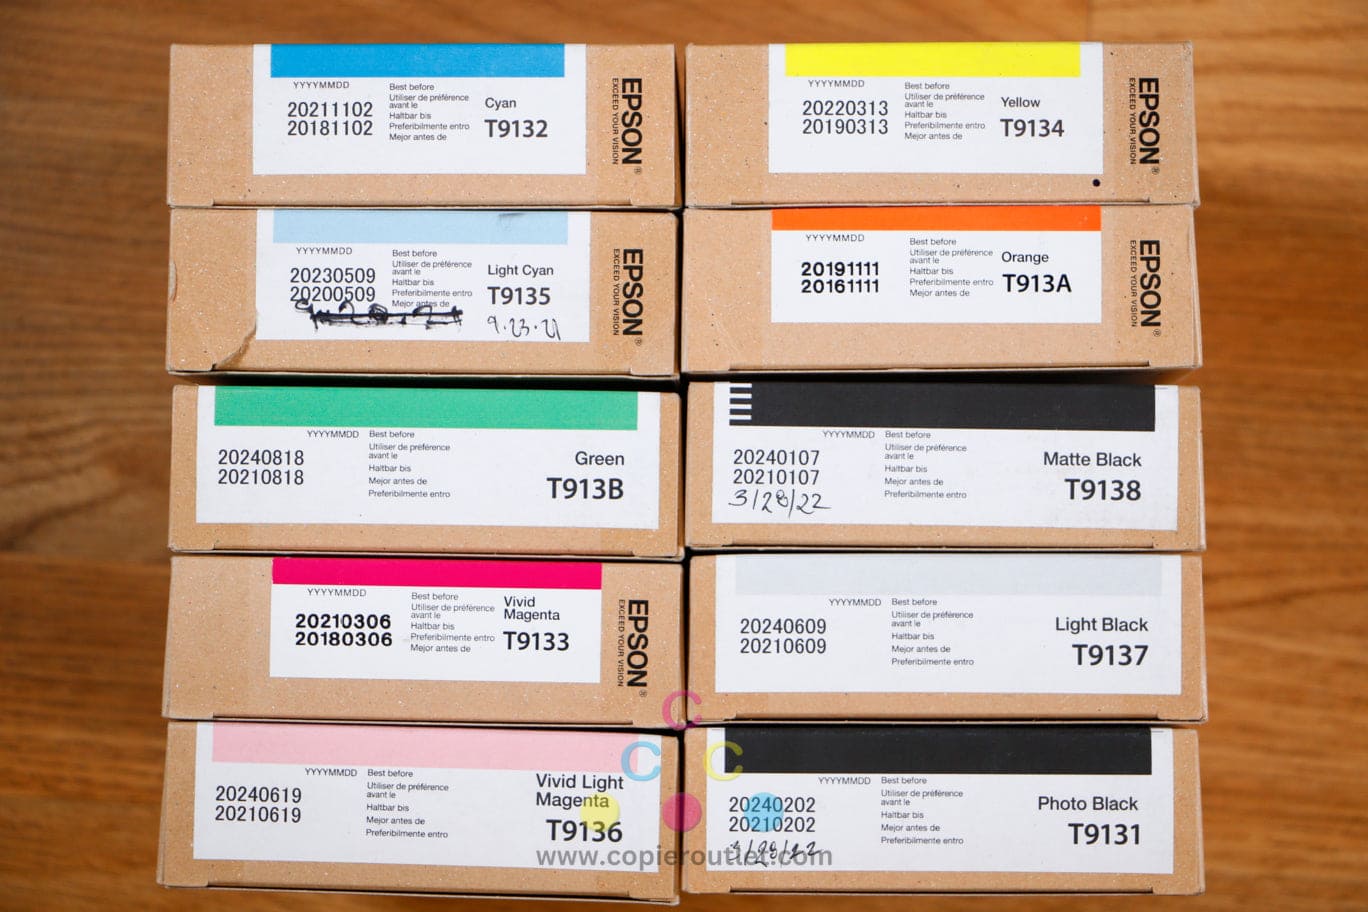 YYYYMMDD
20211102
20181102
Best before
Utiliser de préférence
avant le
Haltbar bis
Preferibilmente entro
Mejor antes de
Cyan
T9132
EPSON®
EXCEED YOUR VISION
YYYYMMDD
20220313
20190313
Best before
Utiliser de préférence
avant le
Haltbar bis
Preferibilmente entro
Mejor antes de
Yellow
T9134
EPSON®
EXCEED YOUR VISION
YYYYMMDD
20230509
20200509
Best before
Utiliser de préférence
avant le
Haltbar bis
Preferibilmente entro
Mejor antes de
Light Cyan
T9135
9.23.21
EPSON®
EXCEED YOUR VISION
YYYYMMDD
20191111
20161111
Best before
Utiliser de préférence
avant le
Haltbar bis
Preferibilmente entro
Mejor antes de
Orange
T913A
EPSON®
EXCEED YOUR VISION
YYYYMMDD
20240818
20210818
Best before
Utiliser de préférence
avant le
Haltbar bis
Mejor antes de
Preferibilmente entro
Green
T913B
YYYYMMDD
20240107
20210107
3/28/22
Best before
Utiliser de préférence
avant le
Haltbar bis
Mejor antes de
Preferibilmente entro
Matte Black
T9138
YYYYMMDD
20210306
20180306
Best before
Utiliser de préférence
avant le
Haltbar bis
Preferibilmente entro
Mejor antes de
Vivid
Magenta
T9133
EPSON®
EXCEED YOUR VISION
YYYYMMDD
20240609
20210609
Best before
Utiliser de préférence
avant le
Haltbar bis
Mejor antes de
Preferibilmente entro
Light Black
T9137
YYYYMMDD
20240619
20210619
Best before
Utiliser de préférence
avant le
Haltbar bis
Mejor antes de
Preferibilmente entro
Vivid Light
Magenta
T9136
YYYYMMDD
20240202
20210202
3/28/22
Best before
Utiliser de préférence
avant le
Haltbar bis
Mejor antes de
Preferibilmente entro
Photo Black
T9131
C
C C
www.copieroutlet.com